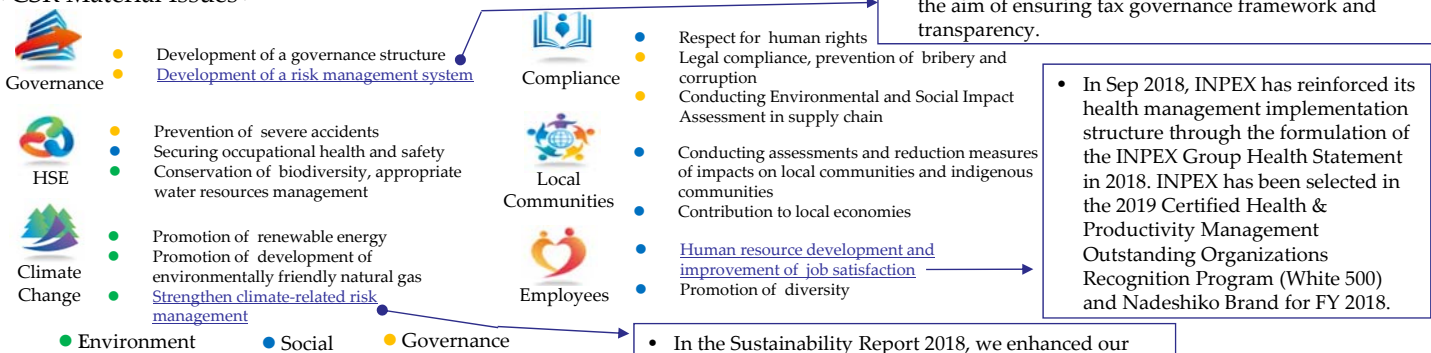 CSR Material Issues
the aim of ensuring tax governance framework and
transparency.
Governance
• Development of a governance structure
• Development of a risk management system
HSE
• Prevention of severe accidents
• Securing occupational health and safety
• Conservation of biodiversity, appropriate
water resources management
Climate
Change
• Promotion of renewable energy
• Promotion of development of
environmentally friendly natural gas
• Strengthen climate-related risk
management
Compliance
• Respect for human rights
• Legal compliance, prevention of bribery and
corruption
• Conducting Environmental and Social Impact
Assessment in supply chain
Local
Communities
• Conducting assessments and reduction measures
of impacts on local communities and indigenous
communities
• Contribution to local economies
Employees
• Human resource development and
improvement of job satisfaction
• Promotion of diversity
• In Sep 2018, INPEX has reinforced its
health management implementation
structure through the formulation of
the INPEX Group Health Statement
in 2018. INPEX has been selected in
the 2019 Certified Health &
Productivity Management
Outstanding Organizations
Recognition Program (White 500)
and Nadeshiko Brand for FY 2018.
• Environment • Social • Governance
• In the Sustainability Report 2018, we enhanced our